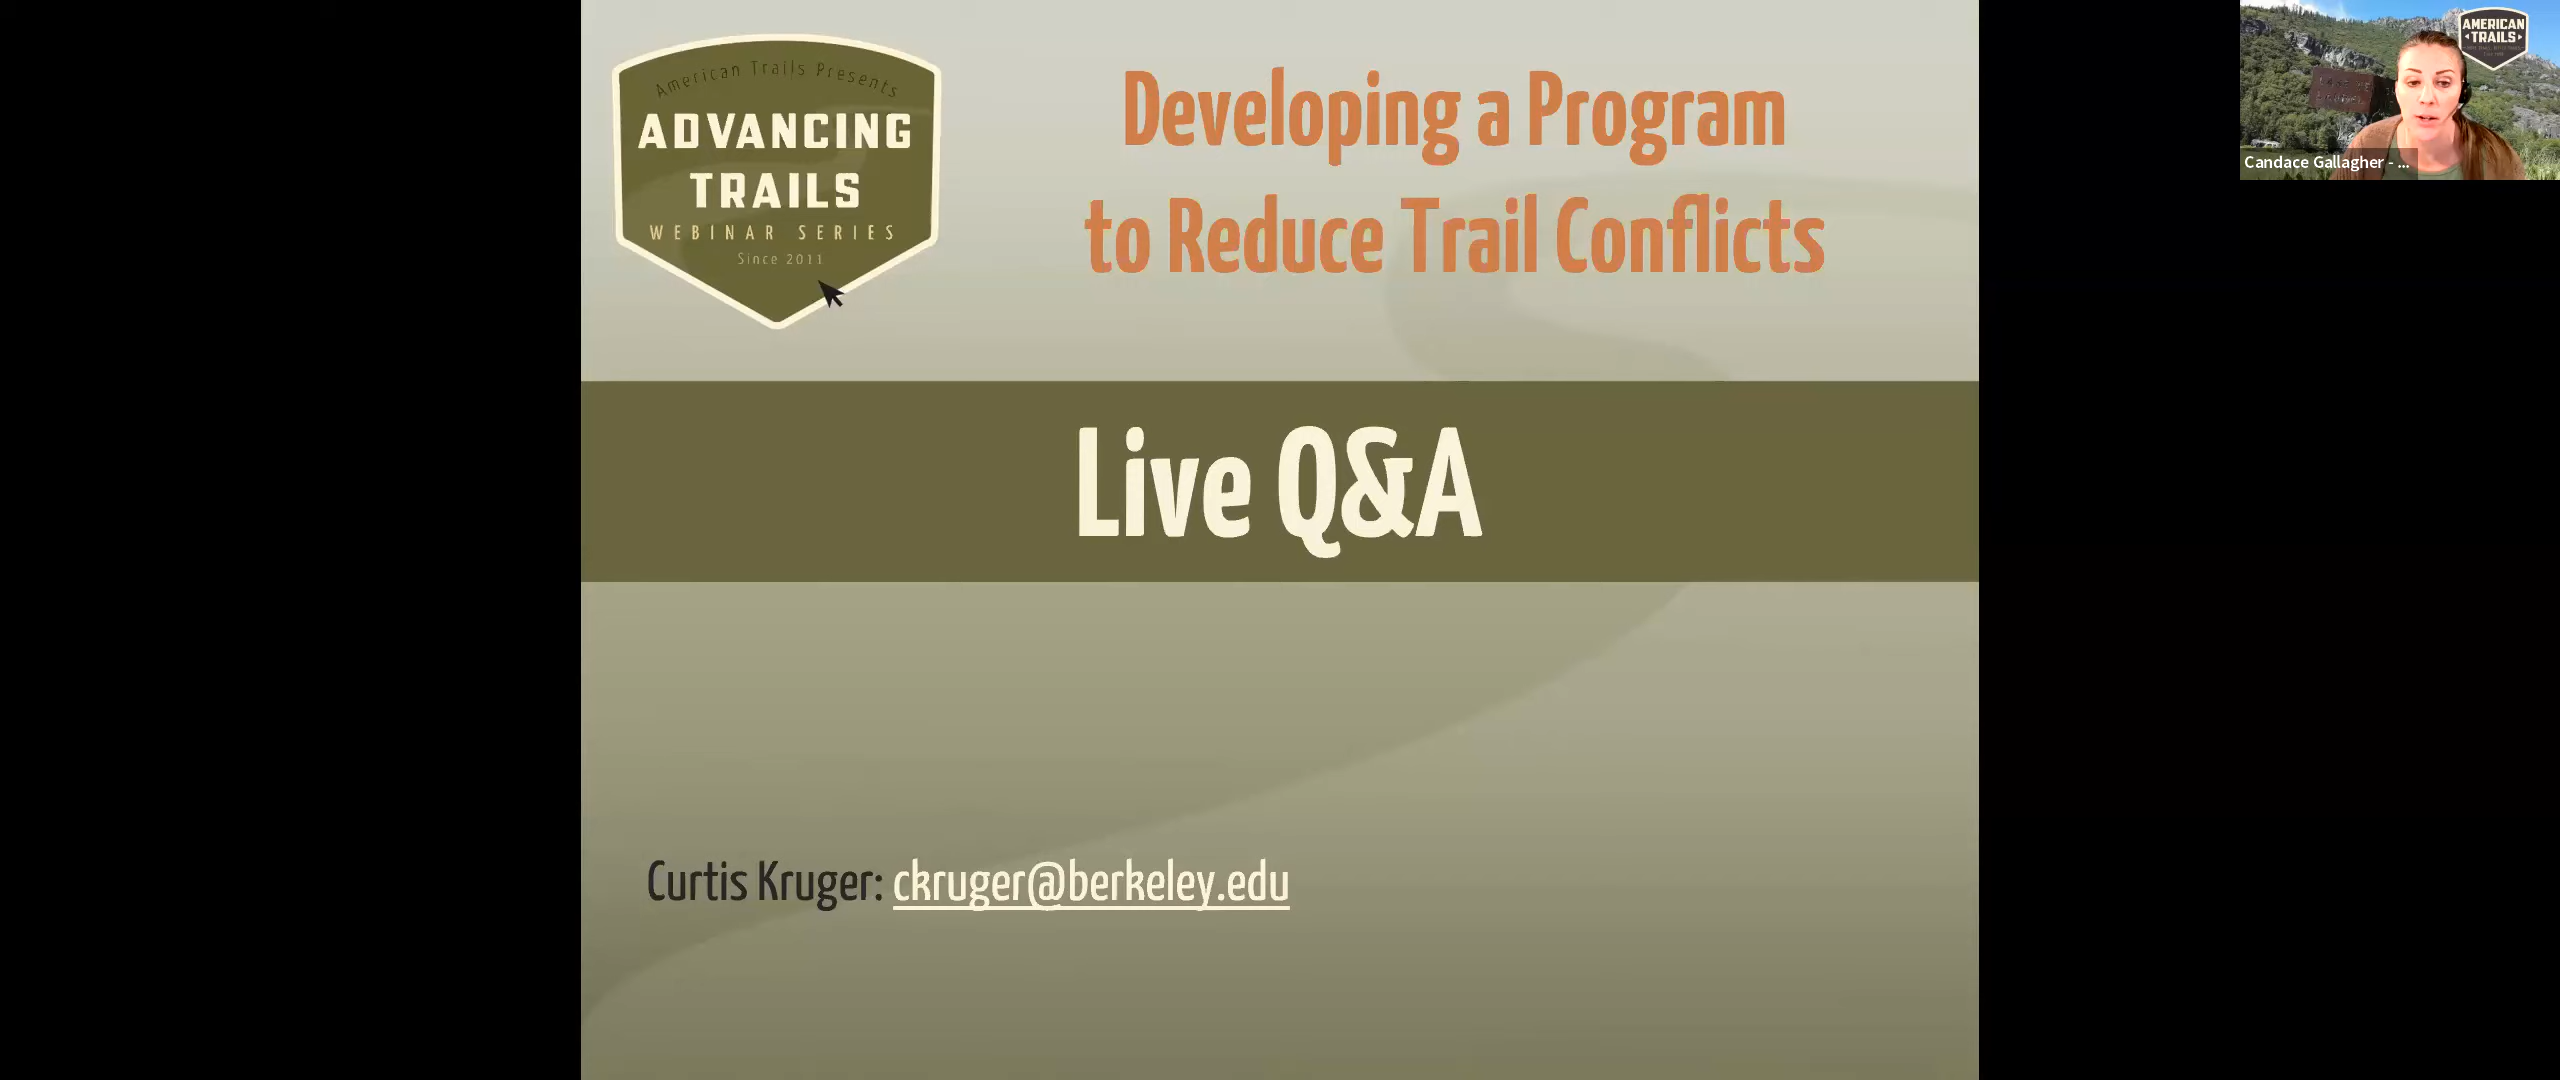 American Trails Presents
ADVANCING
TRAILS
WEBINAR SERIES
Since 2011
Developing a Program
to Reduce Trail Conflicts
Live Q&A
Curtis Kruger: ckruger@berkeley.edu
AMERICAN
TRAILS
Candace Gallagher - ...